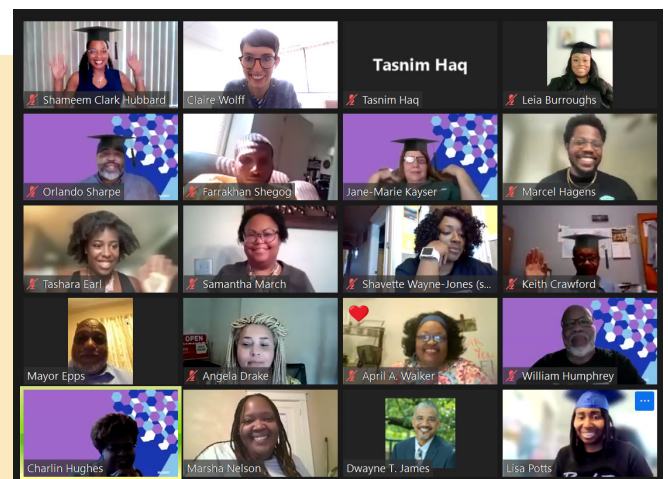 Tasnim Haq
Shameem Clark Hubbard
Claire Wolff
Tasnim Haq
Leia Burroughs
Orlando Sharpe
Farrakhan Shegog
Jane-Marie Kayser
Marcel Hagens
Tashara Earl
Samantha March
Shavette Wayne-Jones (s...
Keith Crawford
OPEN
Mayor Epps
Angela Drake
April A. Walker
William Humphrey
Charlin Hughes
Marsha Nelson
Dwayne T. James
Lisa Potts